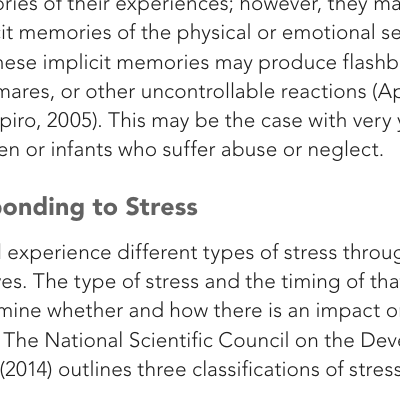 ories of their experiences; however, they ma
it memories of the physical or emotional se
hese implicit memories may produce flashb
mares, or other uncontrollable reactions (Ap
piro, 2005). This may be the case with very y
en or infants who suffer abuse or neglect.
onding to Stress
l experience different types of stress throug
es. The type of stress and the timing of tha
mine whether and how there is an impact o
The National Scientific Council on the Deve
(2014) outlines three classifications of stress